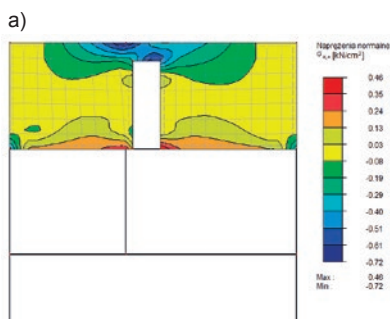 a)
Naprężenia normalne
σx,+ [kN/cm²]
0.46
0.35
0.24
0.13
0.03
-0.08
-0.19
-0.29
-0.40
-0.51
-0.61
-0.72
Max : 0.46
Min : -0.72